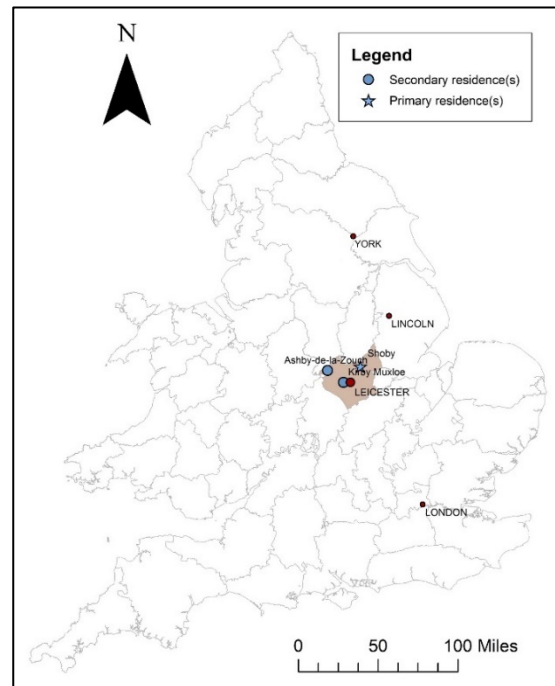 N
Legend
Secondary residence(s)
Primary residence(s)
YORK
LINCOLN
Shoby
Ashby-de-la-Zouch
Kirby Muxloe
LEICESTER
LONDON
0 50 100 Miles